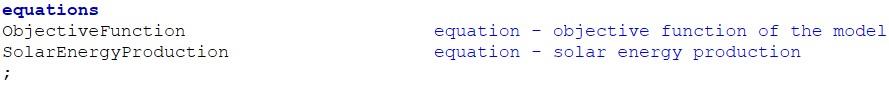 equations
ObjectiveFunction equation - objective function of the model
SolarEnergyProduction equation - solar energy production
;